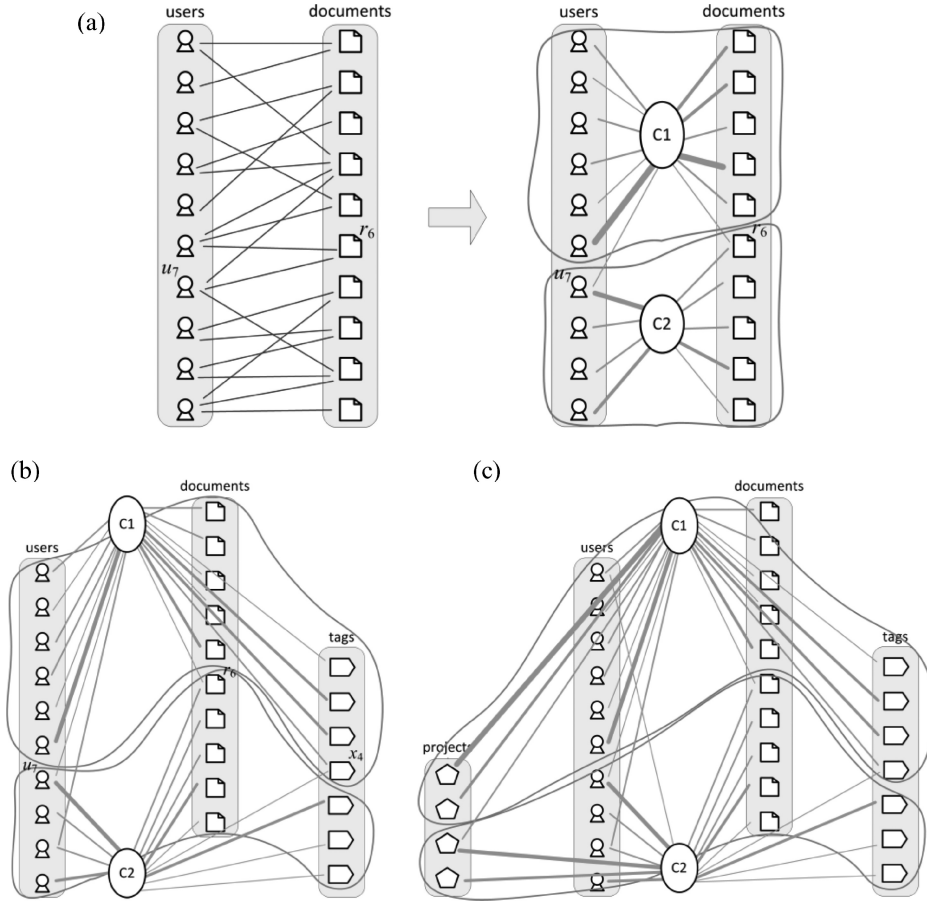 (a)
users documents users documents
C1
r6 r6
u7 u7
C2
(b) (c)
documents documents
C1 C1
users users
tags tags
r6
x4
u7
projects
C2 C2